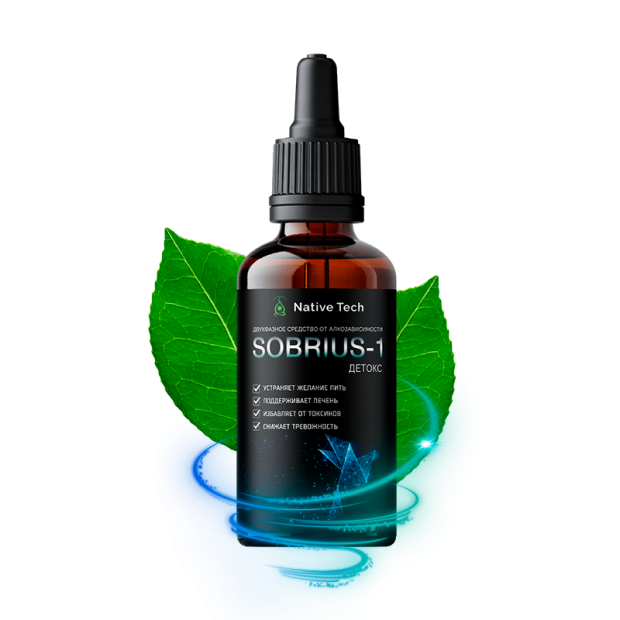 Native Tech
ДВУХФАЗНОЕ СРЕДСТВО ОТ АЛКОЗАВИСИМОСТИ
SOBRIUS-1
ДЕТОКС
УСТРАНЯЕТ ЖЕЛАНИЕ ПИТЬ
ПОДДЕРЖИВАЕТ ПЕЧЕНЬ
ИЗБАВЛЯЕТ ОТ ТОКСИНОВ
СНИЖАЕТ ТРЕВОЖНОСТЬ